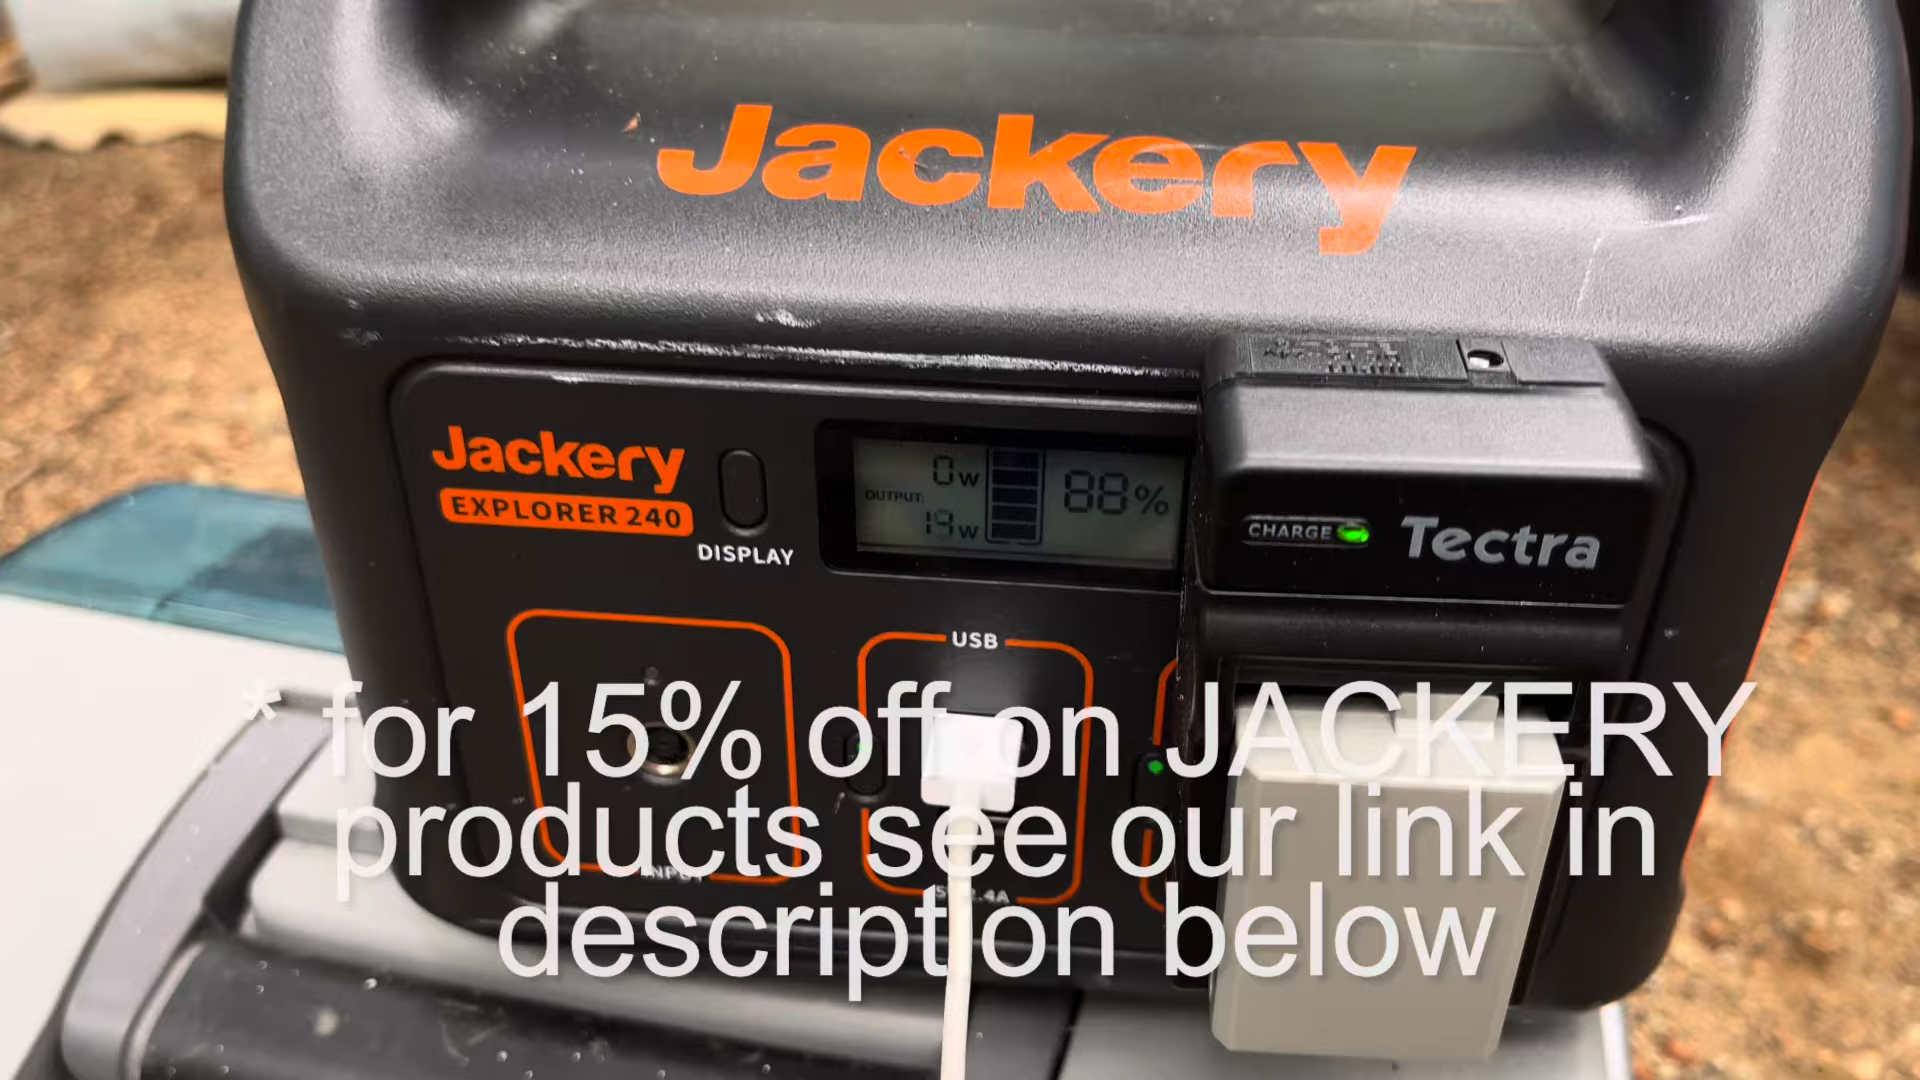 Jackery
Jackery
EXPLORER 240
DISPLAY
0w
OUTPUT:
19w
88%
CHARGE
Tectra
USB
* for 15% off on JACKERY
products see our link in
description below
INPUT